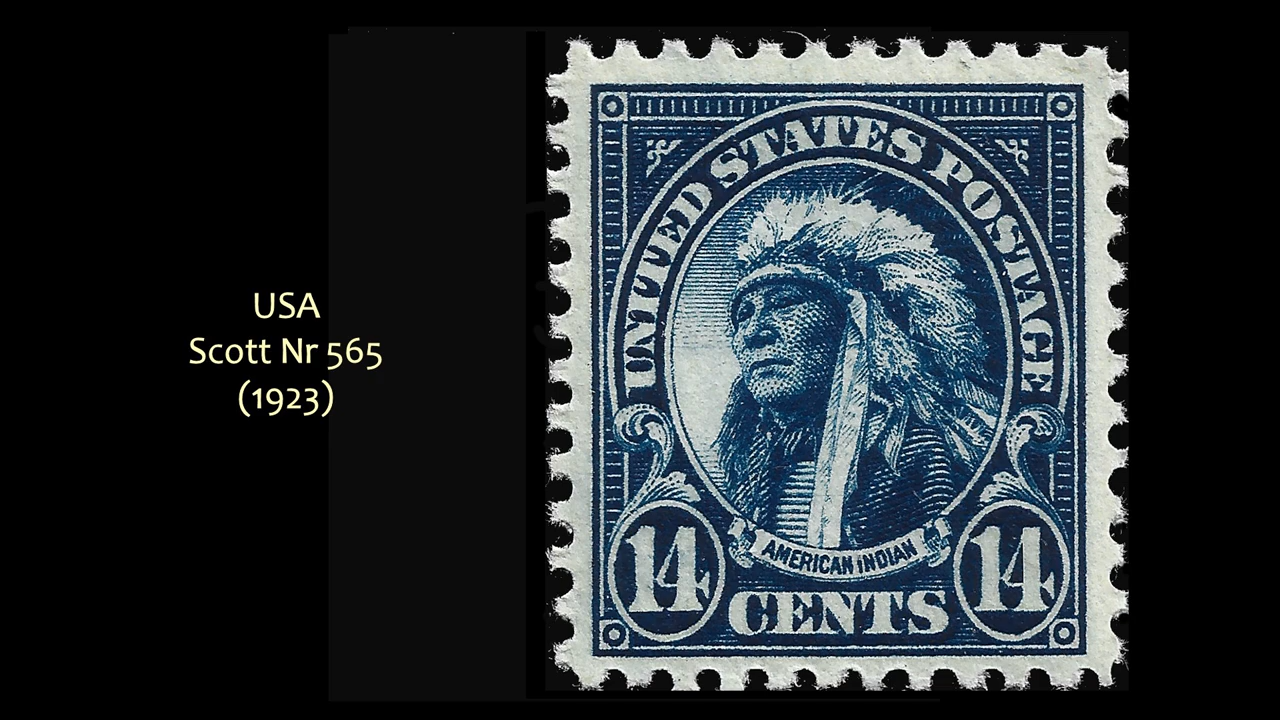 USA
Scott Nr 565
(1923)
UNITED STATES POSTAGE
AMERICAN INDIAN
14 CENTS 14